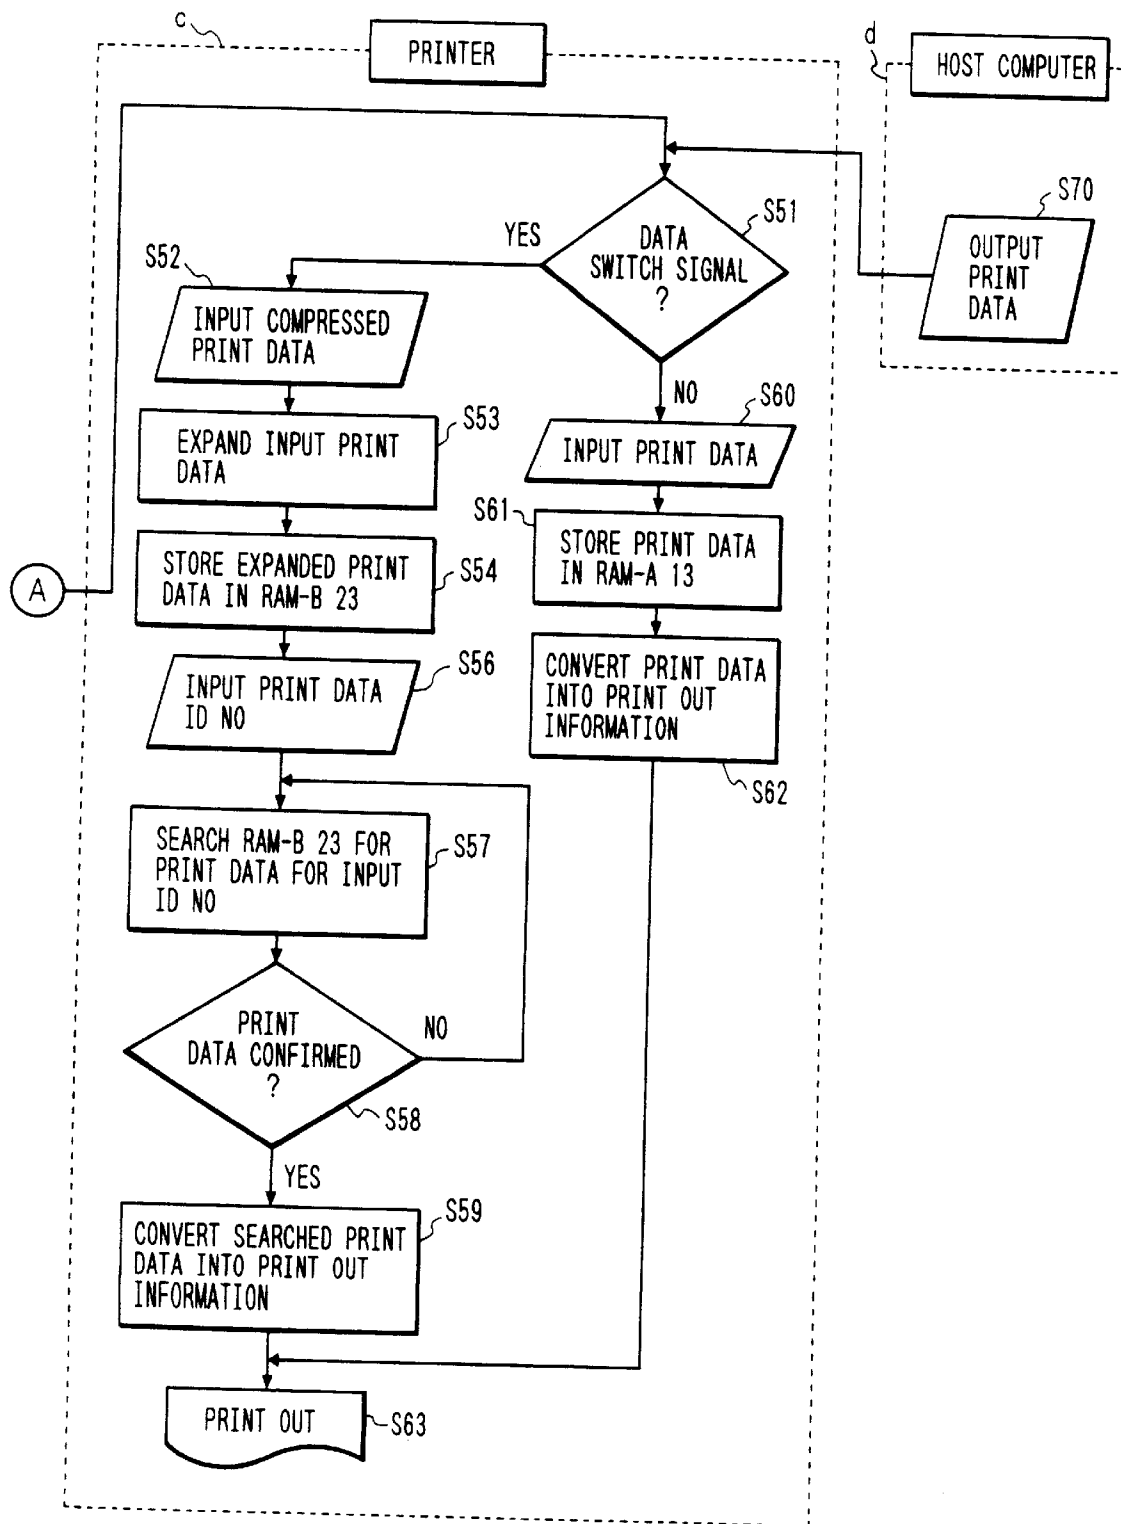 c
PRINTER
d
HOST COMPUTER
S70
OUTPUT
PRINT
DATA
S51
DATA
SWITCH SIGNAL
?
YES
NO
S52
INPUT COMPRESSED
PRINT DATA
S53
EXPAND INPUT PRINT
DATA
S54
STORE EXPANDED PRINT
DATA IN RAM-B 23
A
S56
INPUT PRINT DATA
ID NO
S57
SEARCH RAM-B 23 FOR
PRINT DATA FOR INPUT
ID NO
PRINT
DATA CONFIRMED
?
NO
S58
YES
S59
CONVERT SEARCHED PRINT
DATA INTO PRINT OUT
INFORMATION
S60
INPUT PRINT DATA
S61
STORE PRINT DATA
IN RAM-A 13
CONVERT PRINT DATA
INTO PRINT OUT
INFORMATION
S62
PRINT OUT
S63